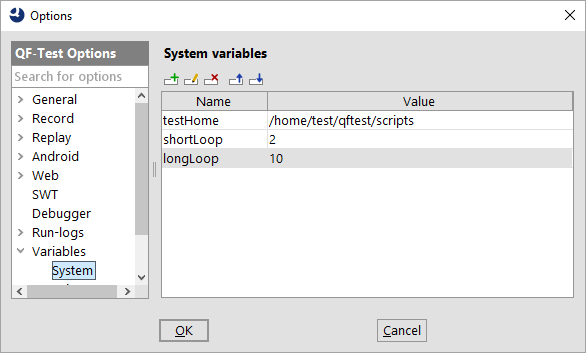 Options
QF-Test Options
Search for options
General
Record
Replay
Android
Web
SWT
Debugger
Run-logs
Variables
System
System variables
Name Value
testHome /home/test/qftest/scripts
shortLoop 2
longLoop 10
OK Cancel